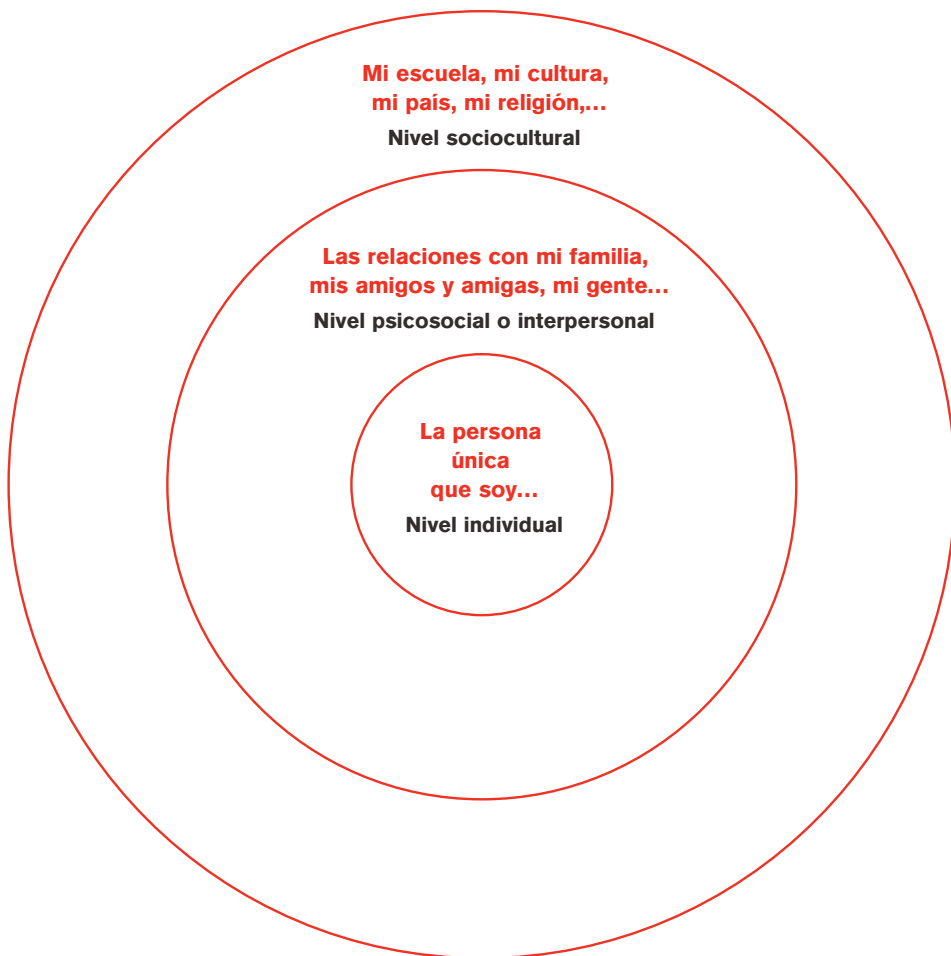 Mi escuela, mi cultura,
mi país, mi religión,...
Nivel sociocultural
Las relaciones con mi familia,
mis amigos y amigas, mi gente...
Nivel psicosocial o interpersonal
La persona
única
que soy...
Nivel individual